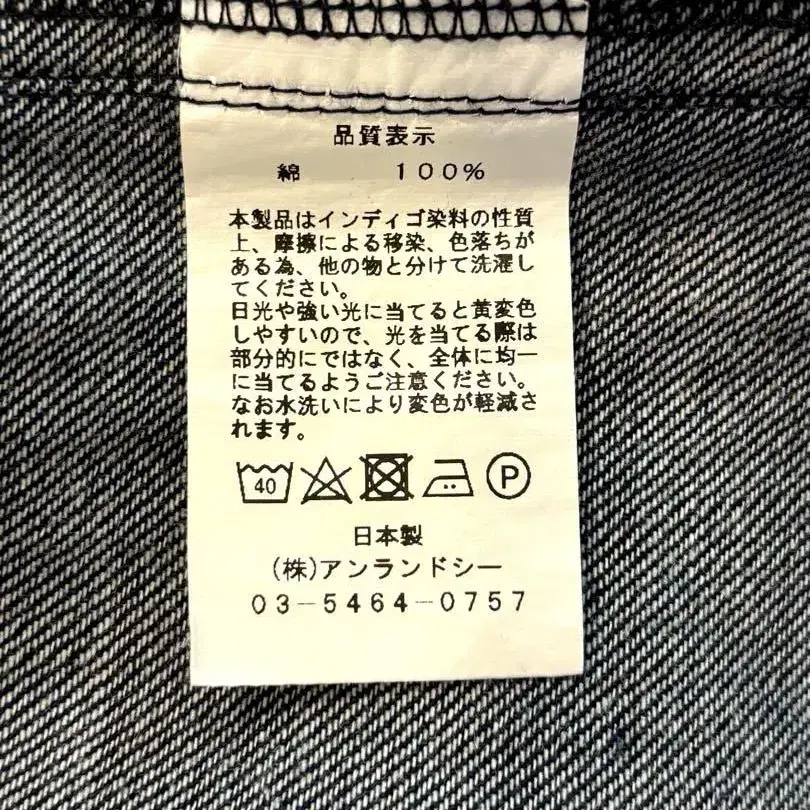 品質表示
綿 100%
本製品はインディゴ染料の性質
上、摩擦による移染、色落ちが
ある為、他の物と分けて洗濯し
てください。
日光や強い光に当てると黄変色
しやすいので、光を当てる際は
部分的にではなく、全体に均一
に当てるようご注意ください。
なお水洗いにより変色が軽減さ
れます。
40 P
日本製
(株)アンランドシー
03-5464-0757